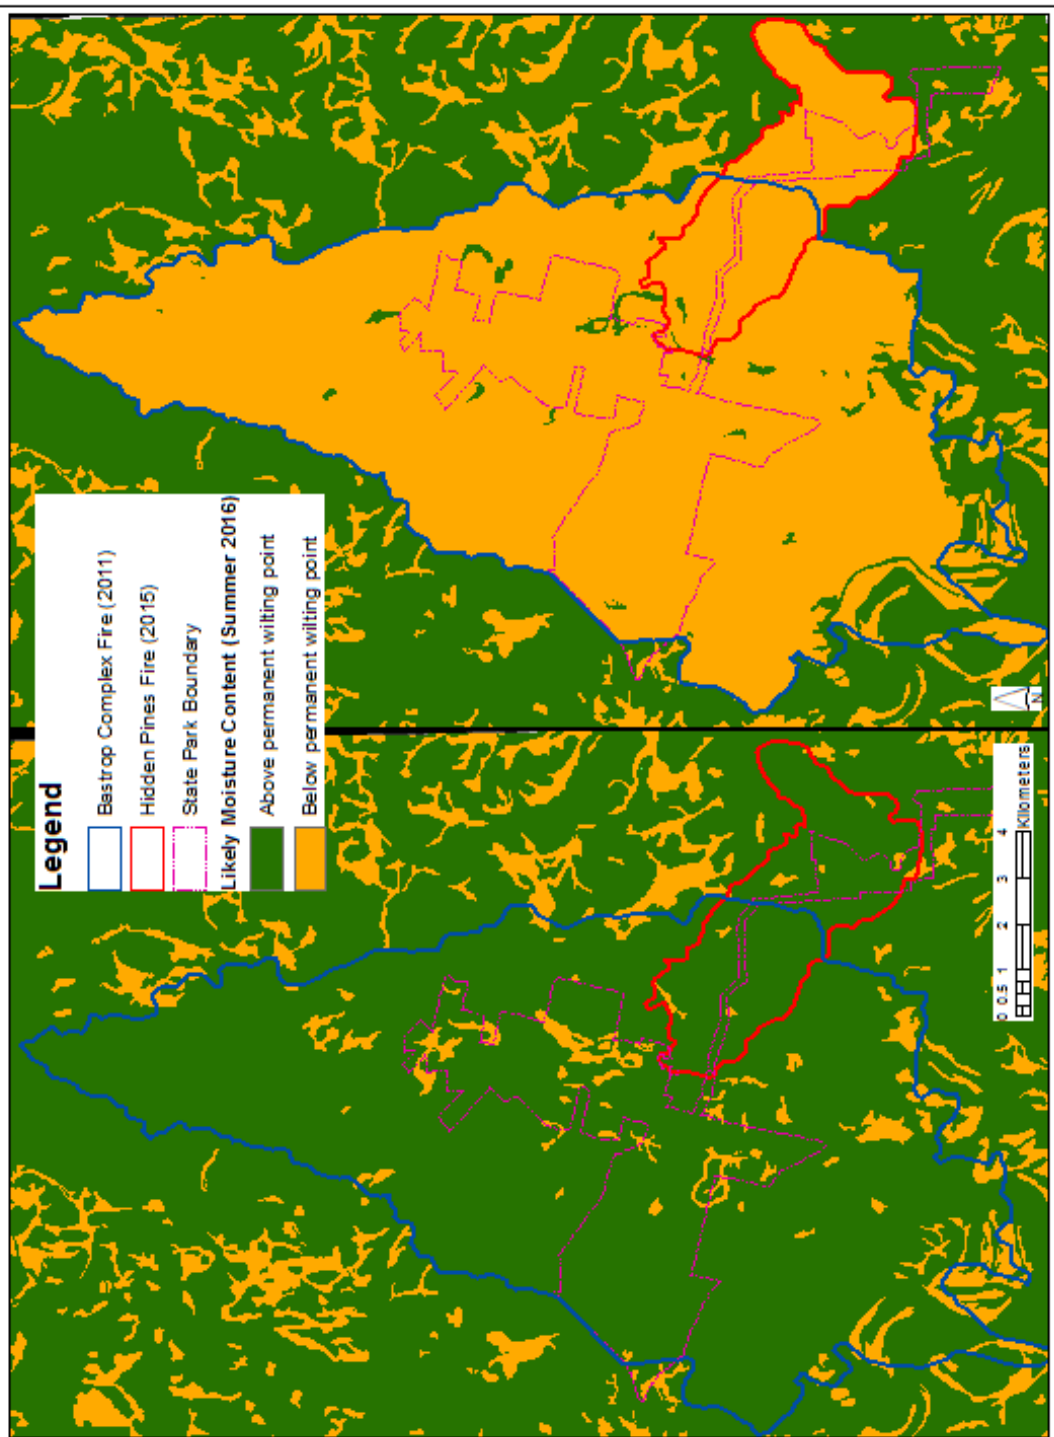 Legend
Bastrop Complex Fire (2011)
Hidden Pines Fire (2015)
State Park Boundary
Likely Moisture Content (Summer 2016)
Above permanent wilting point
Below permanent wilting point
N
0 0.5 1 2 3 4
Kilometers